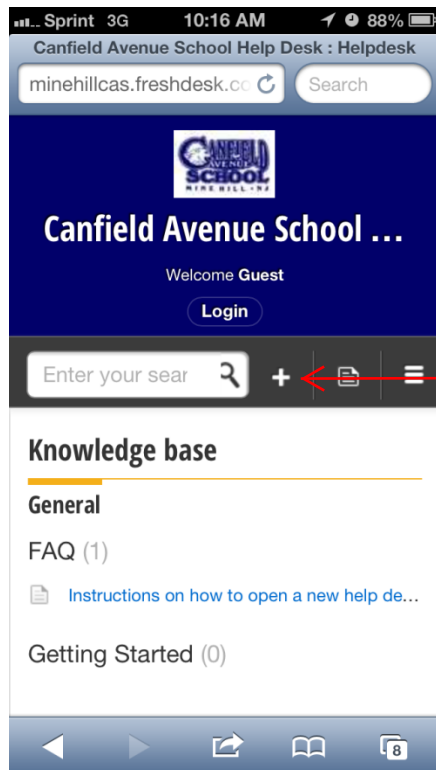 Sprint 3G 10:16 AM 88%
Canfield Avenue School Help Desk : Helpdesk
minehillcas.freshdesk.cc Search
CANFIELD
AVENUE
SCHOOL
MINE HILL - NJ
Canfield Avenue School ...
Welcome Guest
Login
Enter your sear
Knowledge base
General
FAQ (1)
Instructions on how to open a new help de...
Getting Started (0)
8